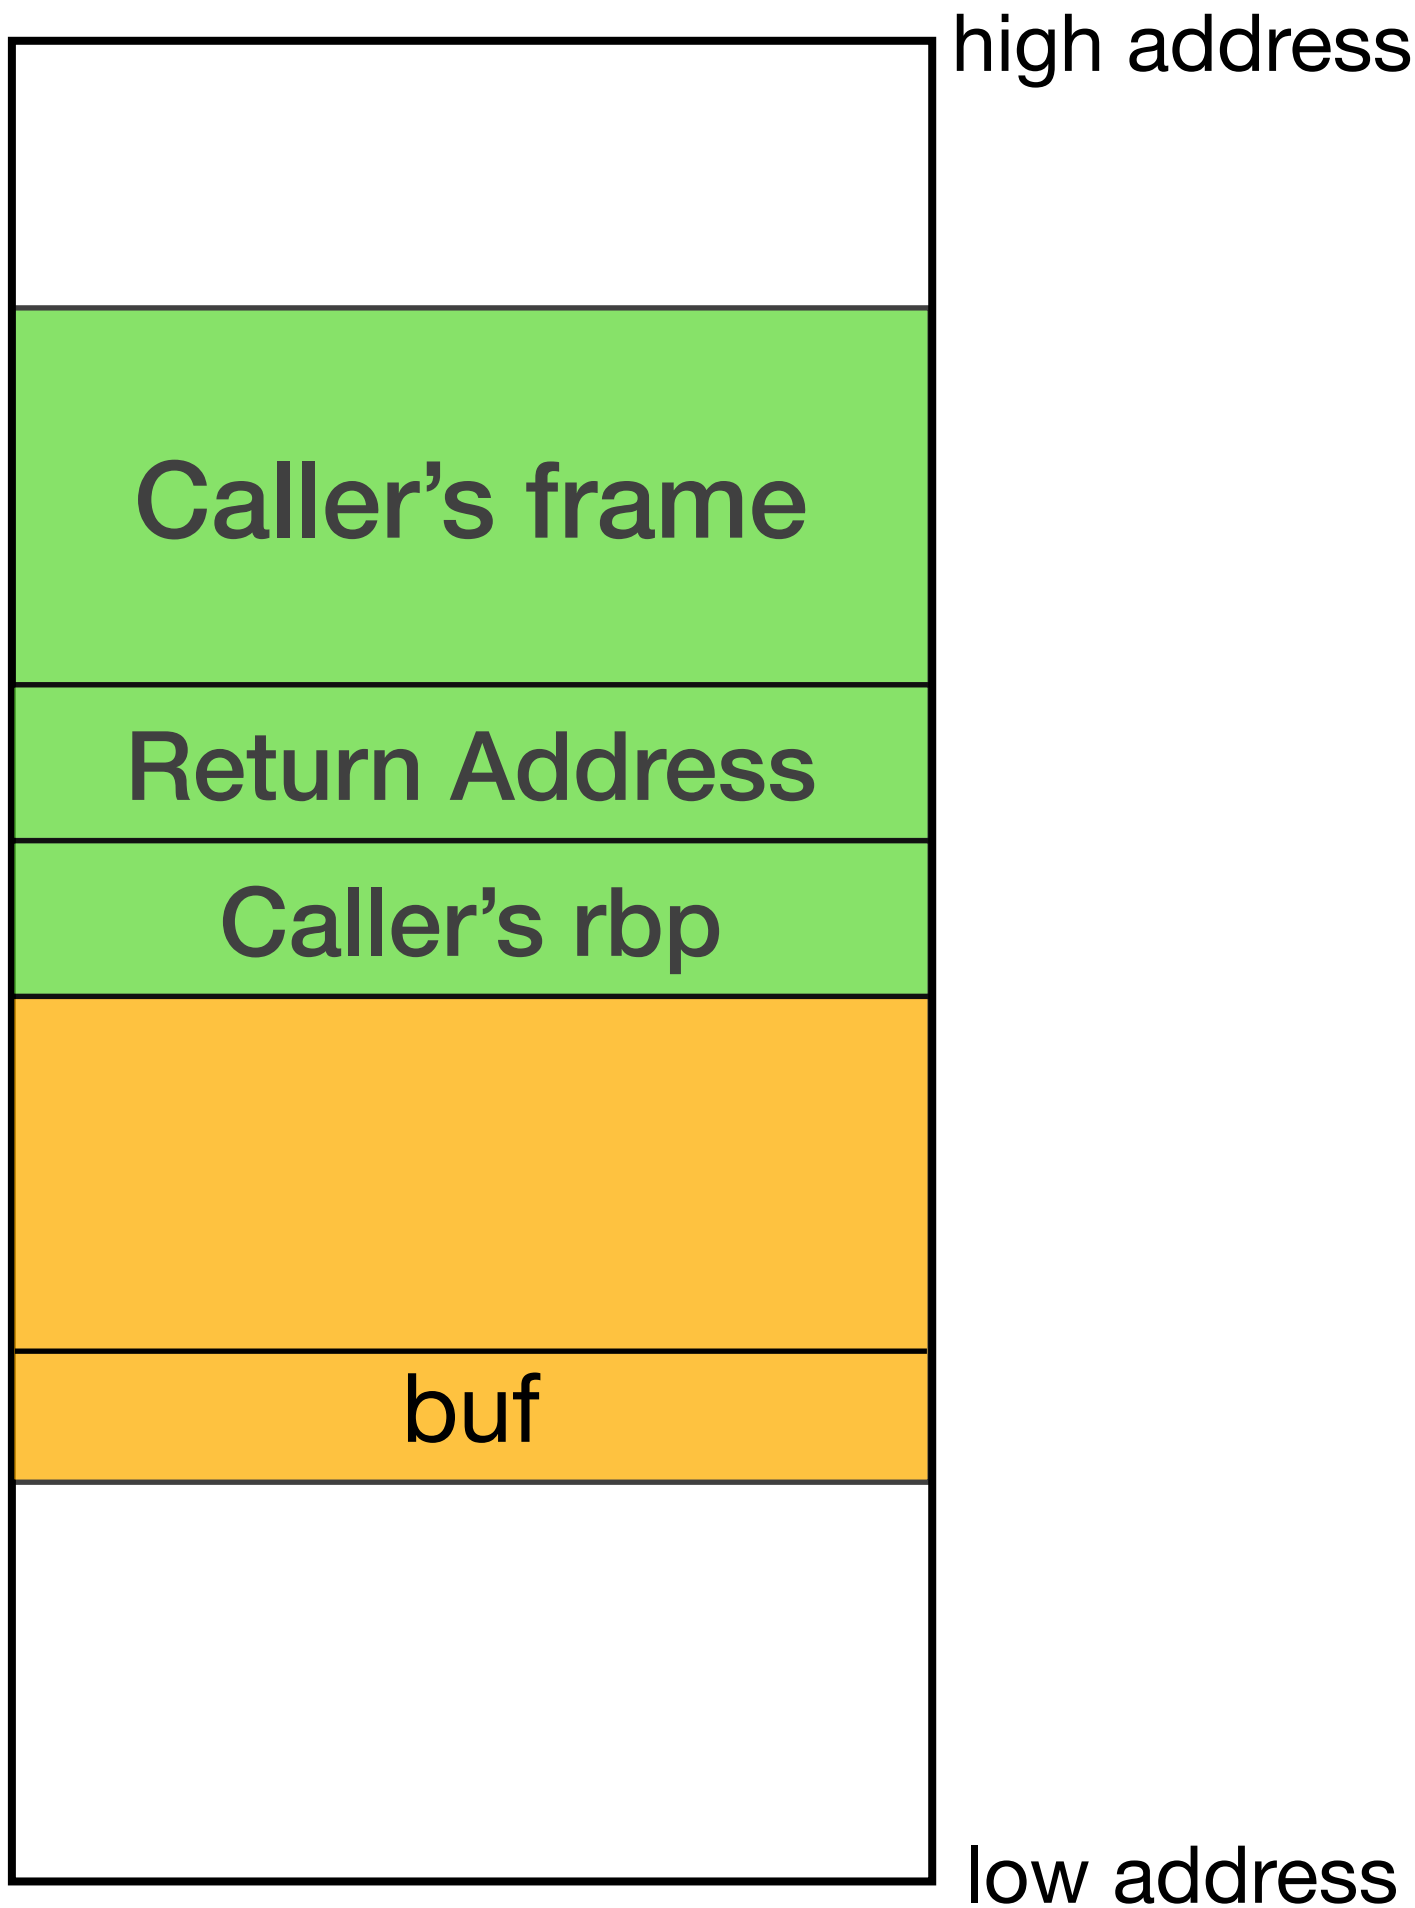 high address
Caller’s frame
Return Address
Caller’s rbp
buf
low address